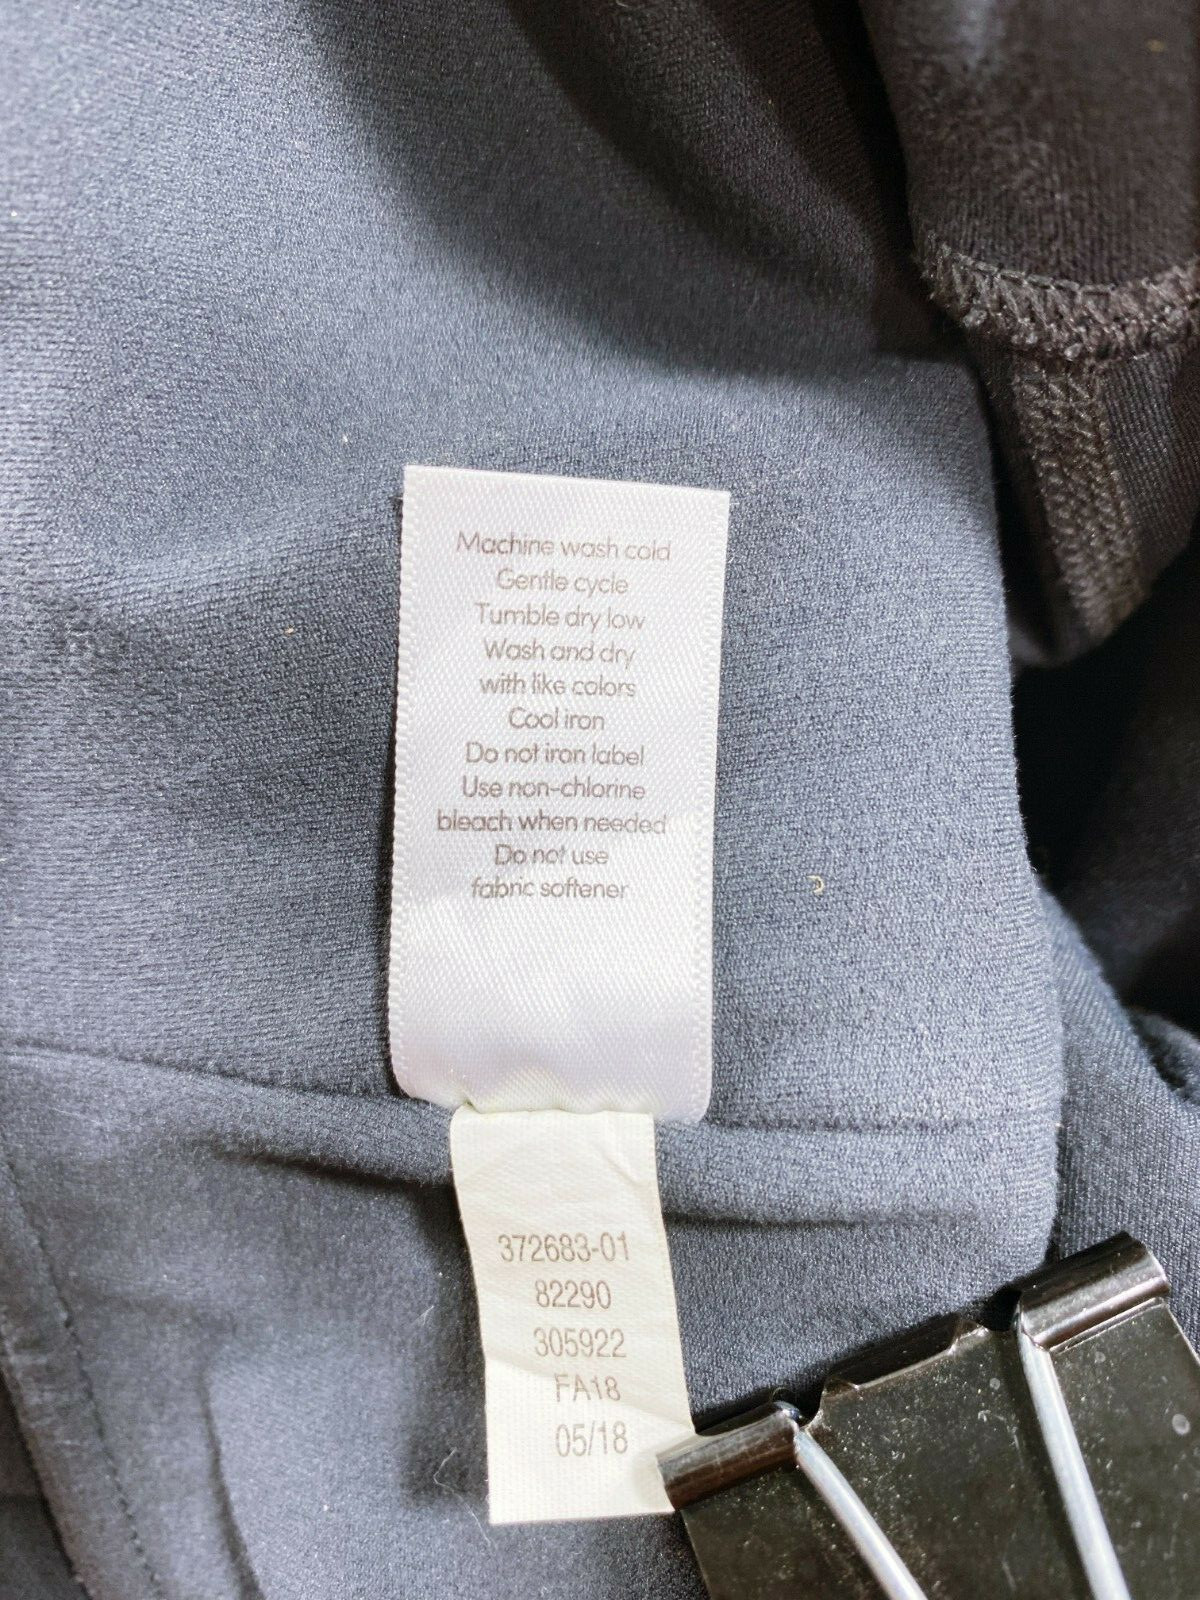 Machine wash cold
Gentle cycle
Tumble dry low
Wash and dry
with like colors
Cool iron
Do not iron label
Use non-chlorine
bleach when needed
Do not use
fabric softener
372683-01
82290
305922
FA18
05/18